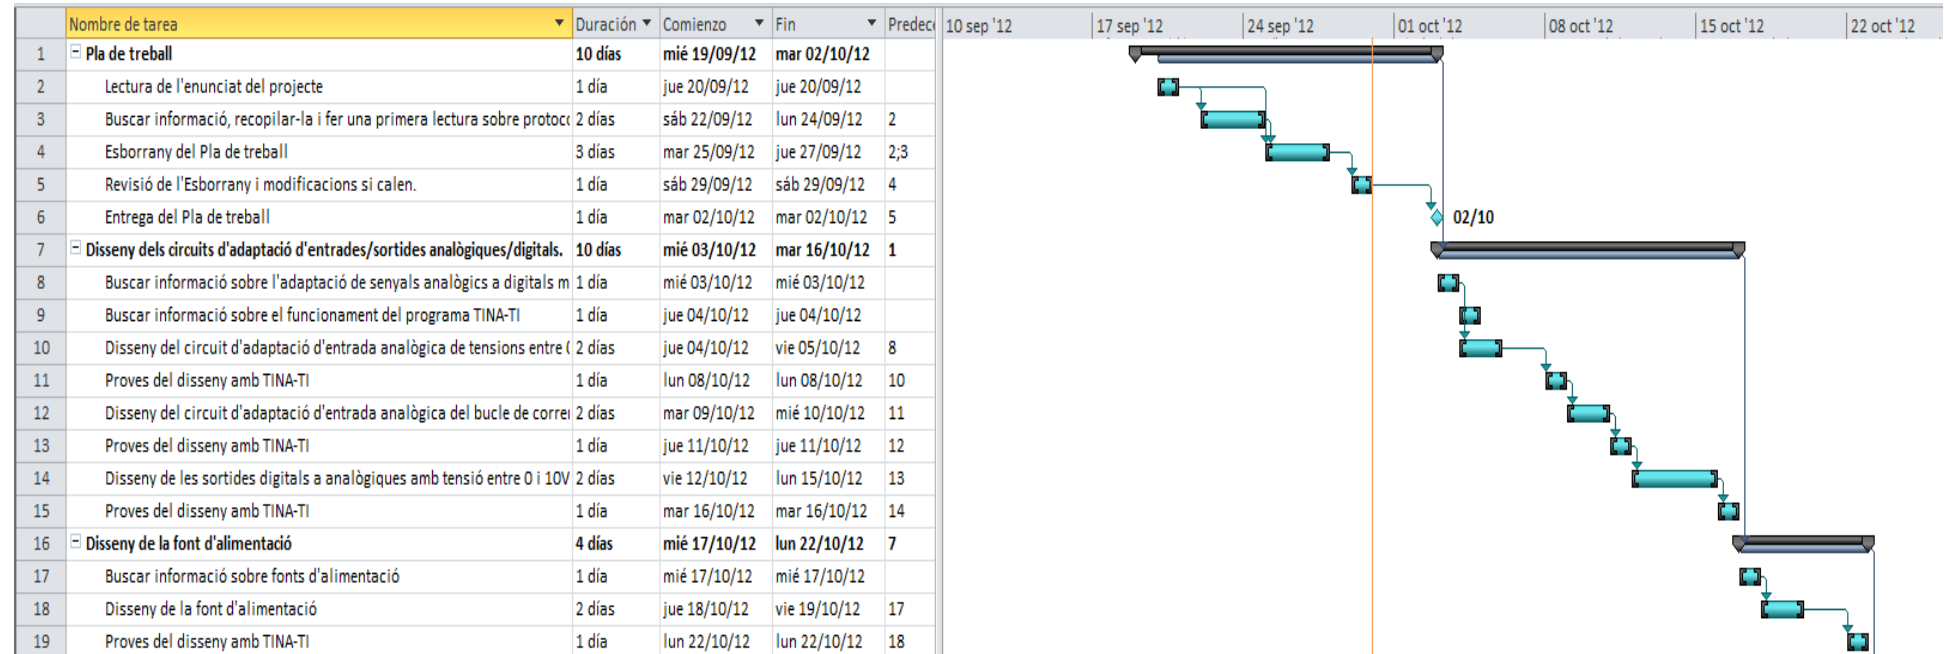 Nombre de tarea Duración Comienzo Fin Predece 10 sep '12 17 sep '12 24 sep '12 01 oct '12 08 oct '12 15 oct '12 22 oct '12
1 Pla de treball 10 días mié 19/09/12 mar 02/10/12
2 Lectura de l'enunciat del projecte 1 día jue 20/09/12 jue 20/09/12
3 Buscar informació, recopilar-la i fer una primera lectura sobre protoco 2 días sáb 22/09/12 lun 24/09/12 2
4 Esborrany del Pla de treball 3 días mar 25/09/12 jue 27/09/12 2;3
5 Revisió de l'Esborrany i modificacions si calen. 1 día sáb 29/09/12 sáb 29/09/12 4
6 Entrega del Pla de treball 1 día mar 02/10/12 mar 02/10/12 5 02/10
7 Disseny dels circuits d'adaptació d'entrades/sortides analògiques/digitals. 10 días mié 03/10/12 mar 16/10/12 1
8 Buscar informació sobre l'adaptació de senyals analògics a digitals m 1 día mié 03/10/12 mié 03/10/12
9 Buscar informació sobre el funcionament del programa TINA-TI 1 día jue 04/10/12 jue 04/10/12
10 Disseny del circuit d'adaptació d'entrada analògica de tensions entre 2 días jue 04/10/12 vie 05/10/12 8
11 Proves del disseny amb TINA-TI 1 día lun 08/10/12 lun 08/10/12 10
12 Disseny del circuit d'adaptació d'entrada analògica del bucle de corre 2 días mar 09/10/12 mié 10/10/12 11
13 Proves del disseny amb TINA-TI 1 día jue 11/10/12 jue 11/10/12 12
14 Disseny de les sortides digitals a analògiques amb tensió entre 0 i 10V 2 días vie 12/10/12 lun 15/10/12 13
15 Proves del disseny amb TINA-TI 1 día mar 16/10/12 mar 16/10/12 14
16 Disseny de la font d'alimentació 4 días mié 17/10/12 lun 22/10/12 7
17 Buscar informació sobre fonts d'alimentació 1 día mié 17/10/12 mié 17/10/12
18 Disseny de la font d'alimentació 2 días jue 18/10/12 vie 19/10/12 17
19 Proves del disseny amb TINA-TI 1 día lun 22/10/12 lun 22/10/12 18